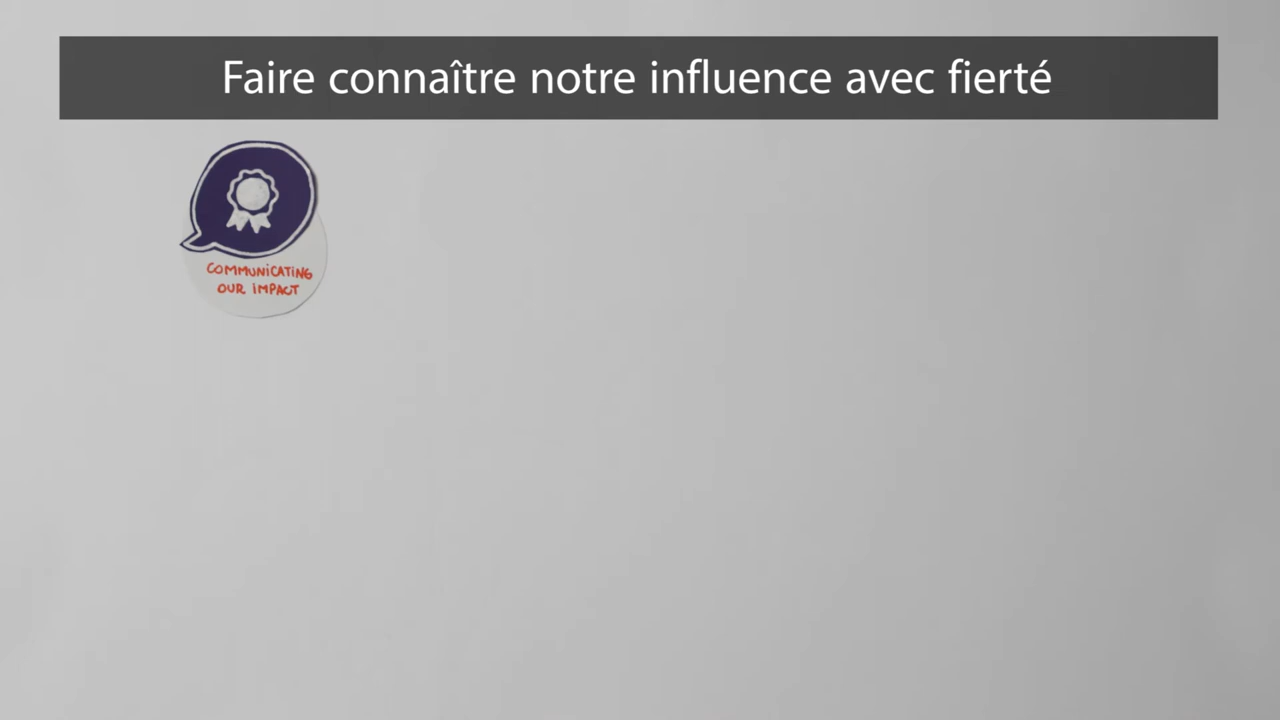 Faire connaître notre influence avec fierté
COMMUNICATING
OUR IMPACT